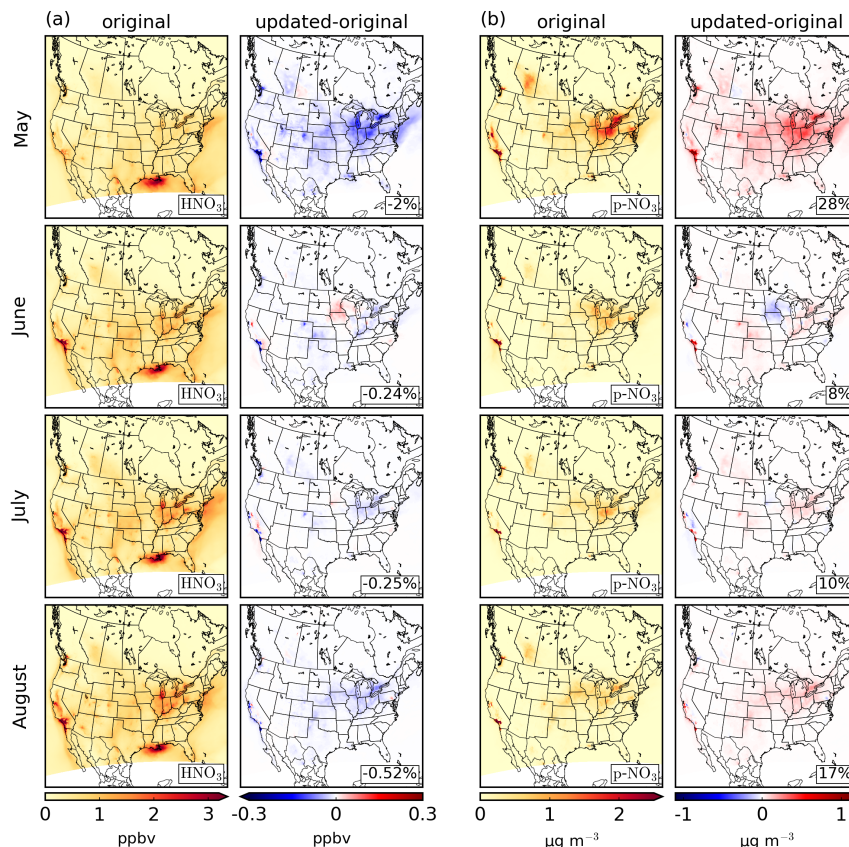 (a) original updated-original (b) original updated-original
May
HNO₃ -2% p-NO₃ 28%
June
HNO₃ -0.24% p-NO₃ 8%
July
HNO₃ -0.25% p-NO₃ 10%
August
HNO₃ -0.52% p-NO₃ 17%
0 1 2 3 -0.3 0 0.3 0 1 2 -1 0 1
ppbv ppbv μg m⁻³ μg m⁻³